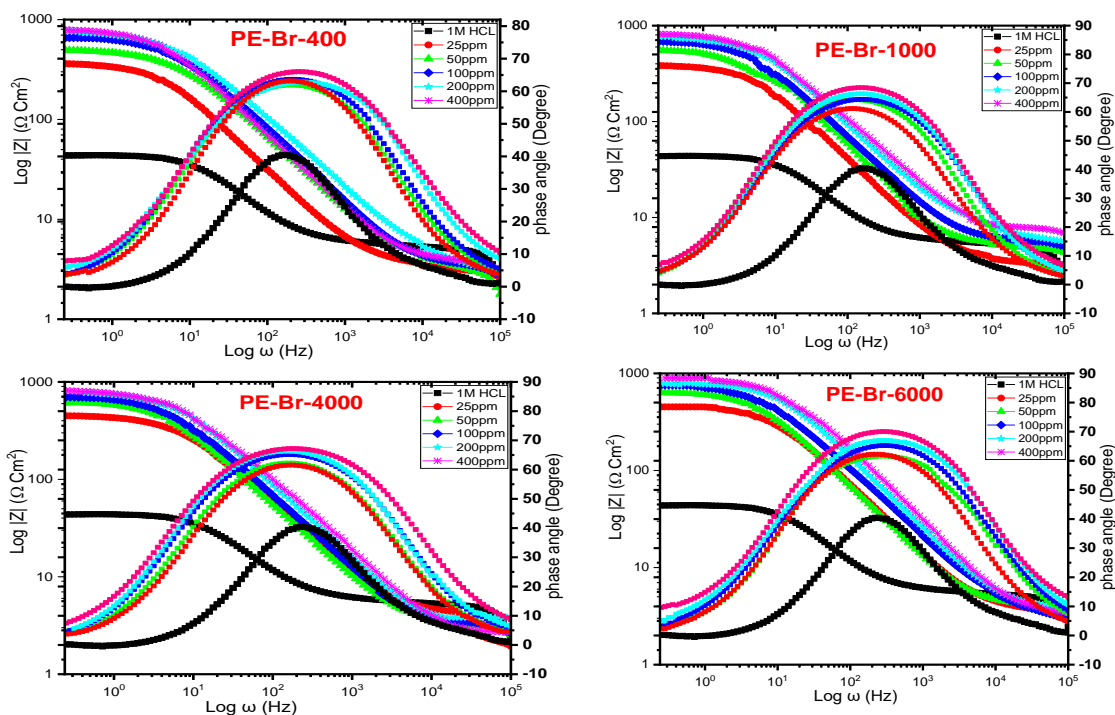 PE-Br-400
1M HCL
25ppm
50ppm
100ppm
200ppm
400ppm
Log |Z| (Ω Cm²)
1000
100
10
1
80
70
60
50
40
30
20
10
0
-10
phase angle (Degree)
10⁰ 10¹ 10² 10³ 10⁴ 10⁵
Log ω (Hz)
PE-Br-1000
1M HCL
25ppm
50ppm
100ppm
200ppm
400ppm
Log |Z| (Ω Cm²)
1000
100
10
1
90
80
70
60
50
40
30
20
10
0
-10
phase angle (Degree)
10⁰ 10¹ 10² 10³ 10⁴ 10⁵
Log ω (Hz)
PE-Br-4000
1M HCL
25ppm
50ppm
100ppm
200ppm
400ppm
Log |Z| (Ω Cm²)
1000
100
10
1
90
80
70
60
50
40
30
20
10
0
-10
phase angle (Degree)
10⁰ 10¹ 10² 10³ 10⁴ 10⁵
Log ω (Hz)
PE-Br-6000
1M HCL
25ppm
50ppm
100ppm
200ppm
400ppm
Log |Z| (Ω Cm²)
1000
100
10
1
90
80
70
60
50
40
30
20
10
0
-10
phase angle (Degree)
10⁰ 10¹ 10² 10³ 10⁴ 10⁵
Log ω (Hz)